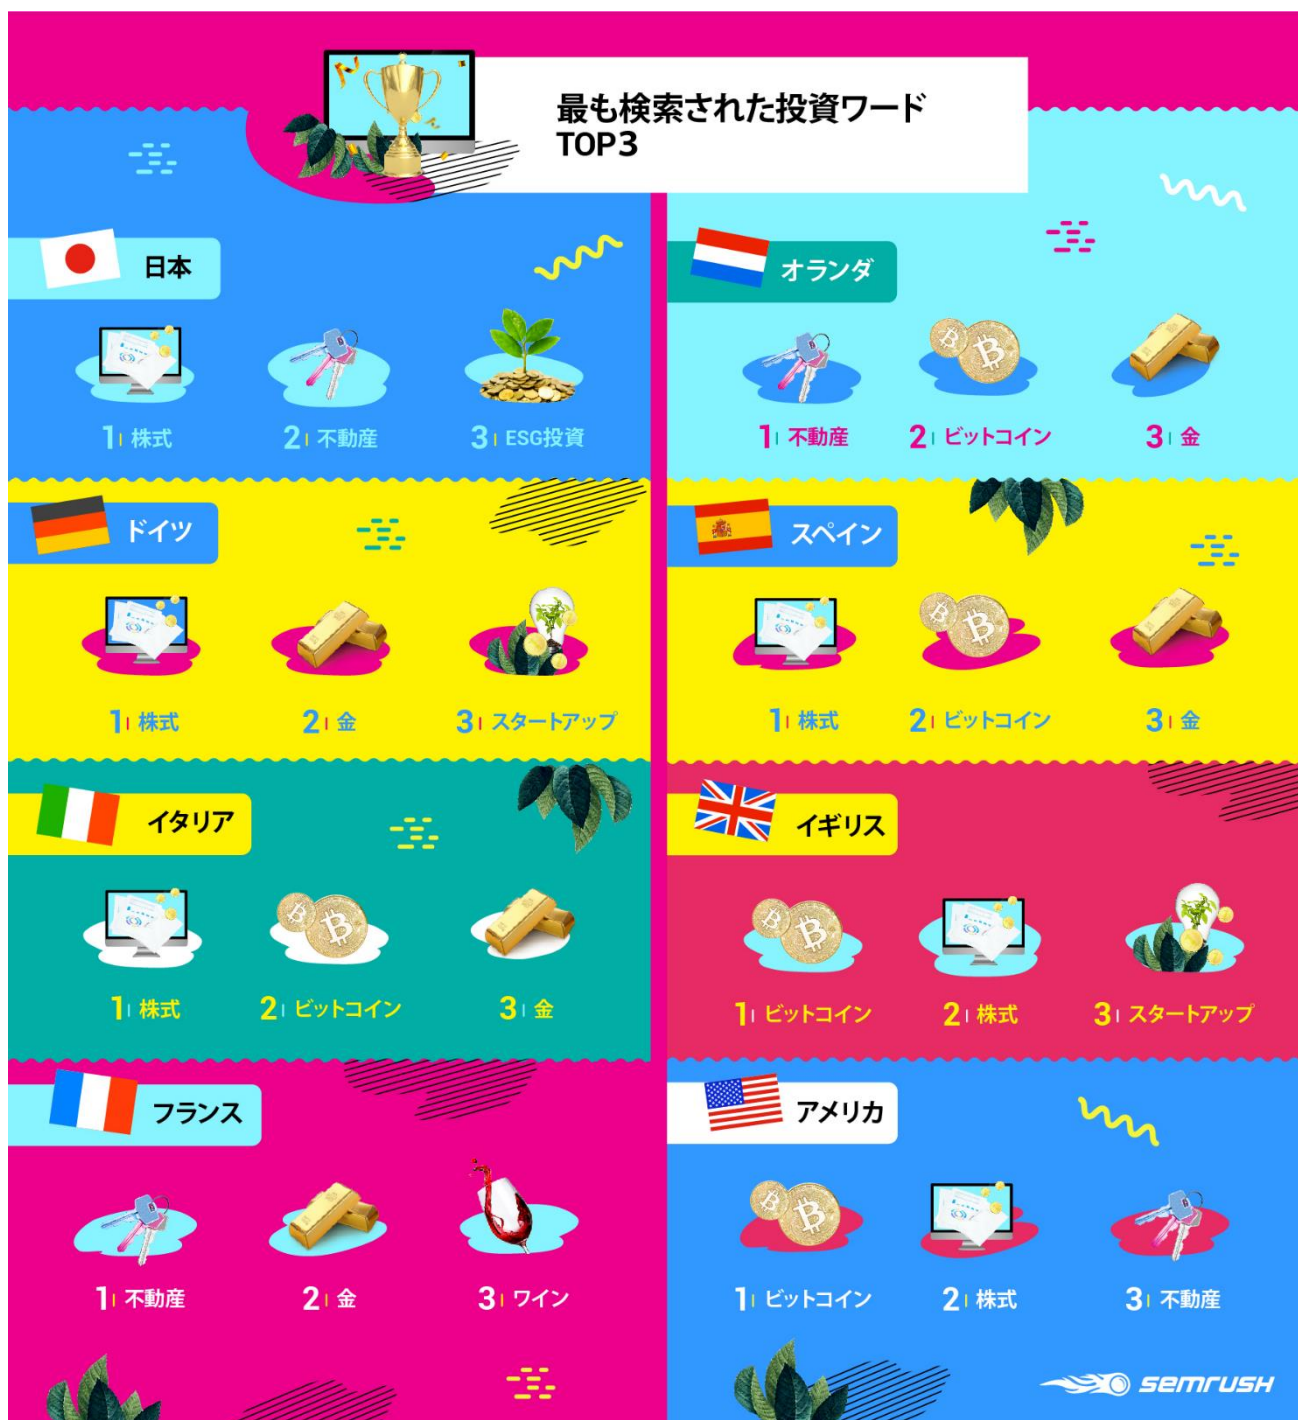 最も検索された投資ワード
TOP3
日本
1 株式
2 不動産
3 ESG投資
オランダ
1 不動産
2 ビットコイン
3 金
ドイツ
1 株式
2 金
3 スタートアップ
スペイン
1 株式
2 ビットコイン
3 金
イタリア
1 株式
2 ビットコイン
3 金
イギリス
1 ビットコイン
2 株式
3 スタートアップ
フランス
1 不動産
2 金
3 ワイン
アメリカ
1 ビットコイン
2 株式
3 不動産
semrush